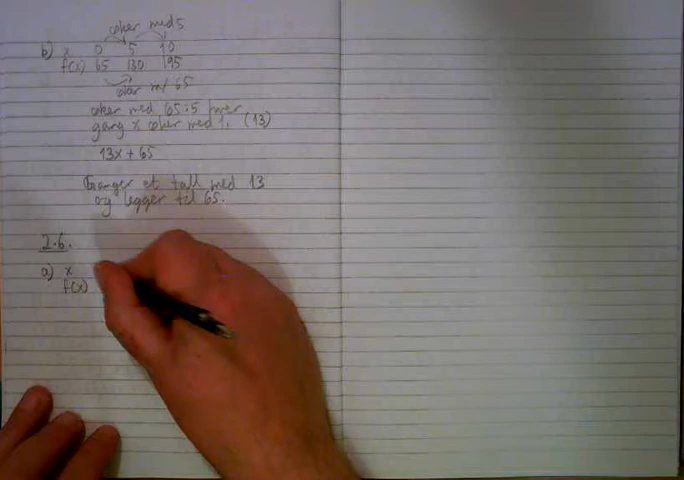 øker med 5
b) x 0 5 10
f(x) 65 130 195
øker m/ 65
øker med 65:5 hver
gang x øker med 1. (13)
13x + 65
Ganger et tall med 13
og legger til 65.
2.6.
a) x
f(x)